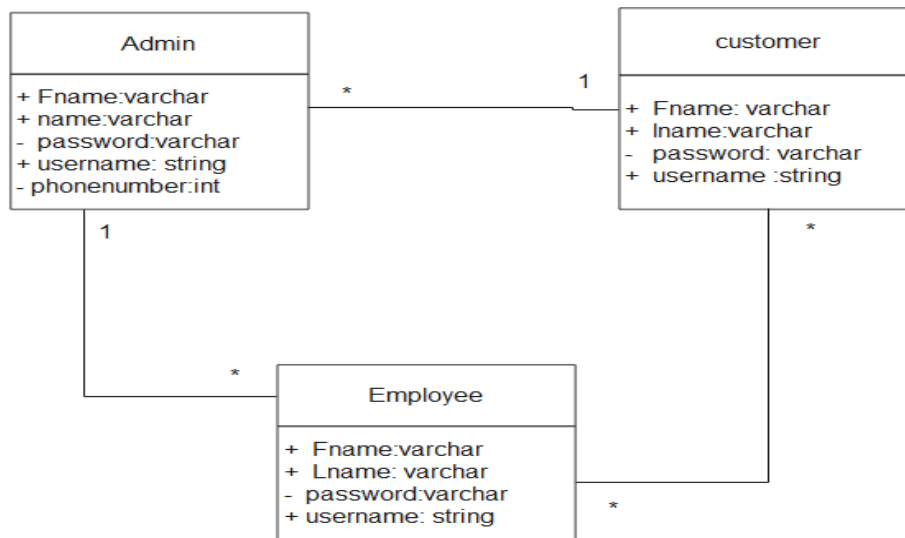 Admin
+ Fname:varchar
+ name:varchar
- password:varchar
+ username: string
- phonenumber:int
*
1
customer
+ Fname: varchar
+ lname:varchar
- password: varchar
+ username :string
1
*
*
Employee
+ Fname:varchar
+ Lname: varchar
- password:varchar
+ username: string
*